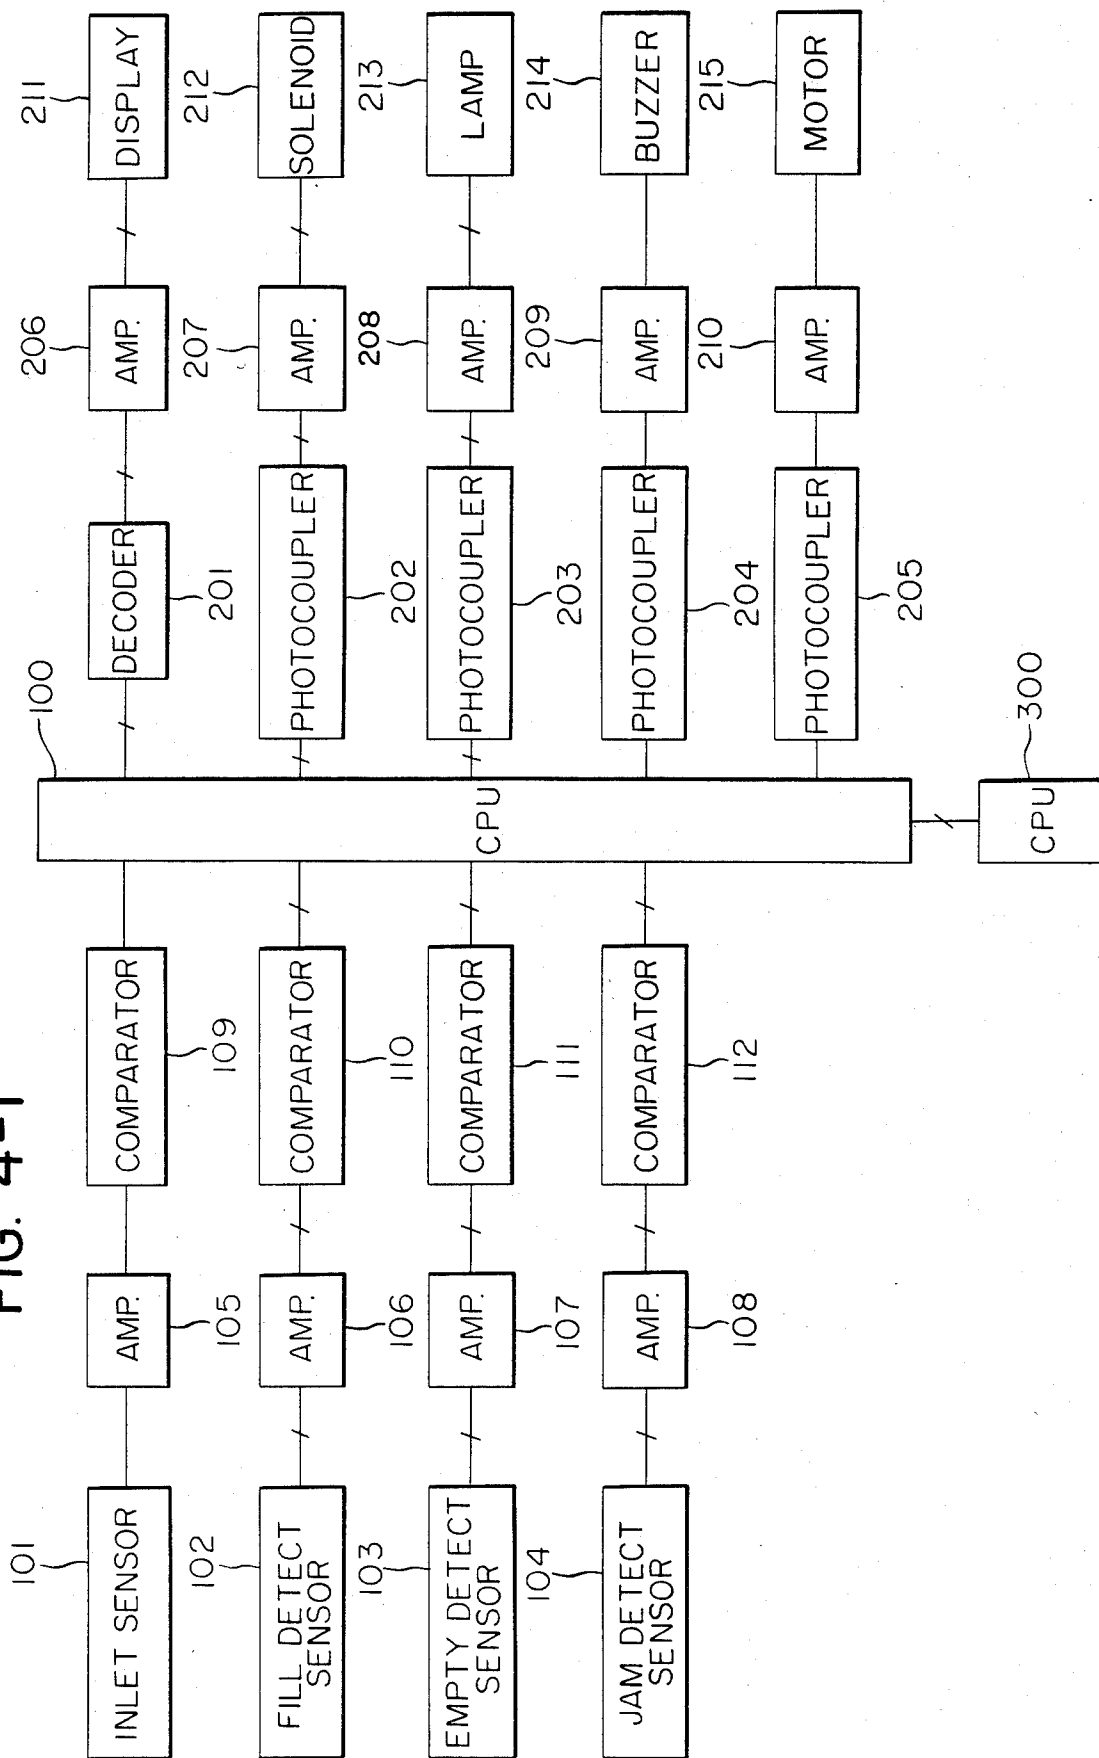 FIG. 4-1
101
INLET SENSOR
AMP.
105
COMPARATOR
109
102
FILL DETECT
SENSOR
AMP.
106
COMPARATOR
110
103
EMPTY DETECT
SENSOR
AMP.
107
COMPARATOR
111
104
JAM DETECT
SENSOR
AMP.
108
COMPARATOR
112
100
CPU
300
CPU
DECODER
201
206
AMP.
211
DISPLAY
PHOTOCOUPLER
202
207
AMP.
212
SOLENOID
PHOTOCOUPLER
203
208
AMP.
213
LAMP
PHOTOCOUPLER
204
209
AMP.
214
BUZZER
PHOTOCOUPLER
205
210
AMP.
215
MOTOR